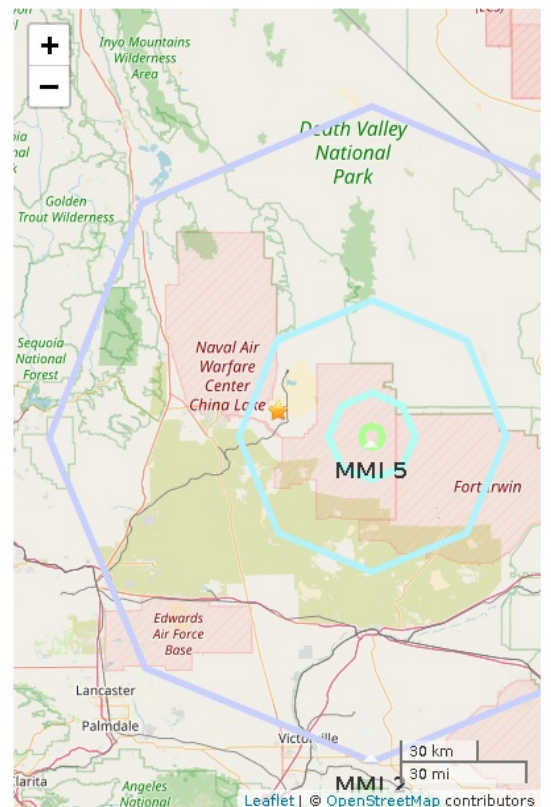 (ECS)
+
−
Inyo Mountains
Wilderness
Area
Death Valley
National
Park
Golden
Trout Wilderness
Sequoia
National
Forest
Naval Air
Warfare
Center
China Lake
MMI 5
Fort Irwin
Edwards
Air Force
Base
Lancaster
Palmdale
Victorville
30 km
30 mi
MMI 2
Angeles
National
Leaflet | © OpenStreetMap contributors